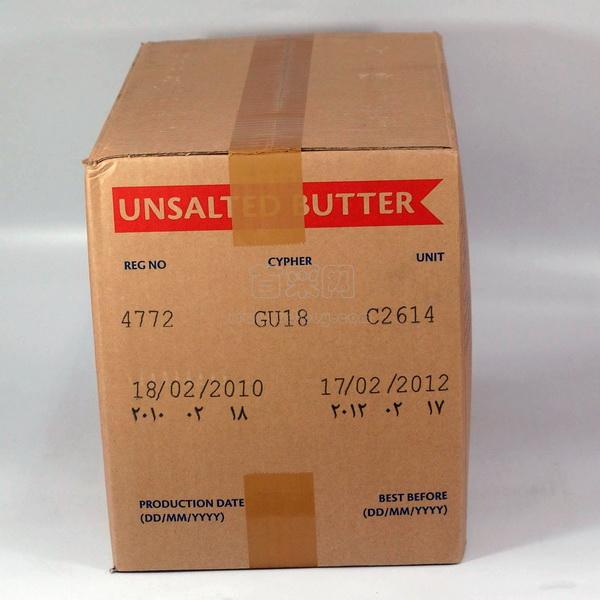 UNSALTED BUTTER
REG NO CYPHER UNIT
4772 GU18 C2614
18/02/2010 17/02/2012
٢٠١٠ ٠٢ ١٨ ٢٠١٢ ٠٢ ١٧
PRODUCTION DATE BEST BEFORE
(DD/MM/YYYY) (DD/MM/YYYY)